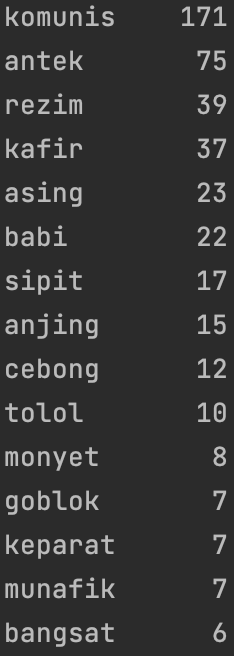 komunis 171
antek 75
rezim 39
kafir 37
asing 23
babi 22
sipit 17
anjing 15
cebong 12
tolol 10
monyet 8
goblok 7
keparat 7
munafik 7
bangsat 6